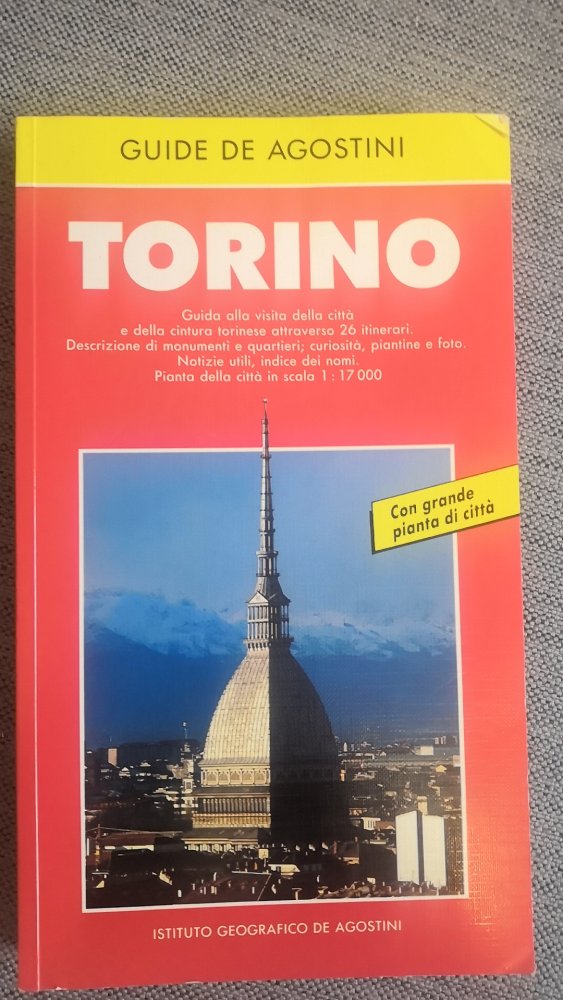 GUIDE DE AGOSTINI
TORINO
Guida alla visita della città
e della cintura torinese attraverso 26 itinerari.
Descrizione di monumenti e quartieri; curiosità, piantine e foto.
Notizie utili, indice dei nomi.
Pianta della città in scala 1 : 17 000
Con grande
pianta di città
ISTITUTO GEOGRAFICO DE AGOSTINI